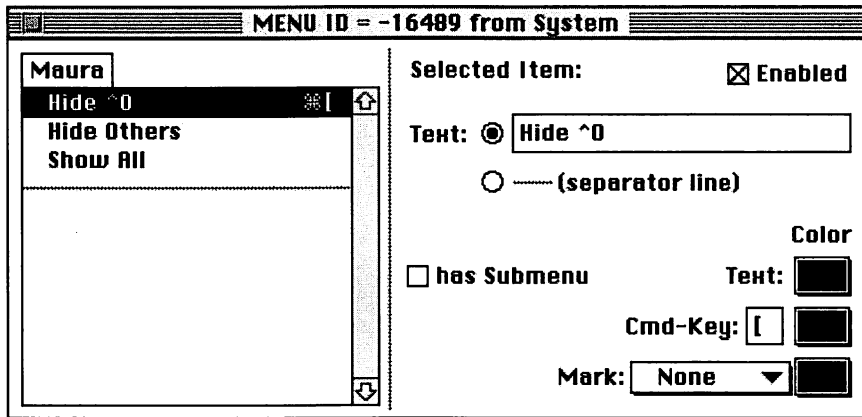 MENU ID = -16489 from System
Maura
Hide ^0 ⌘[
Hide Others
Show All
Selected Item:
Enabled
Text: Hide ^0
(separator line)
Color
has Submenu
Text:
Cmd-Key: [
Mark: None